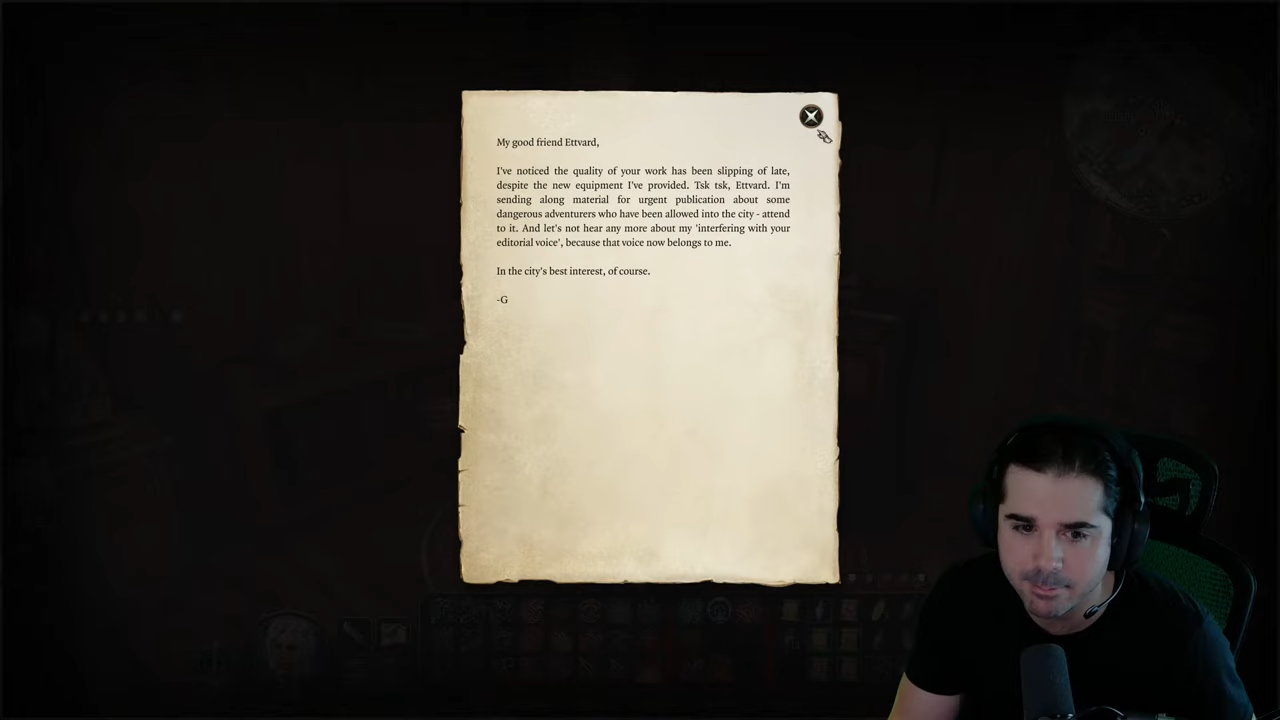 My good friend Ettvard,
I've noticed the quality of your work has been slipping of late,
despite the new equipment I've provided. Tsk tsk, Ettvard. I'm
sending along material for urgent publication about some
dangerous adventurers who have been allowed into the city - attend
to it. And let's not hear any more about my 'interfering with your
editorial voice', because that voice now belongs to me.
In the city's best interest, of course.
-G